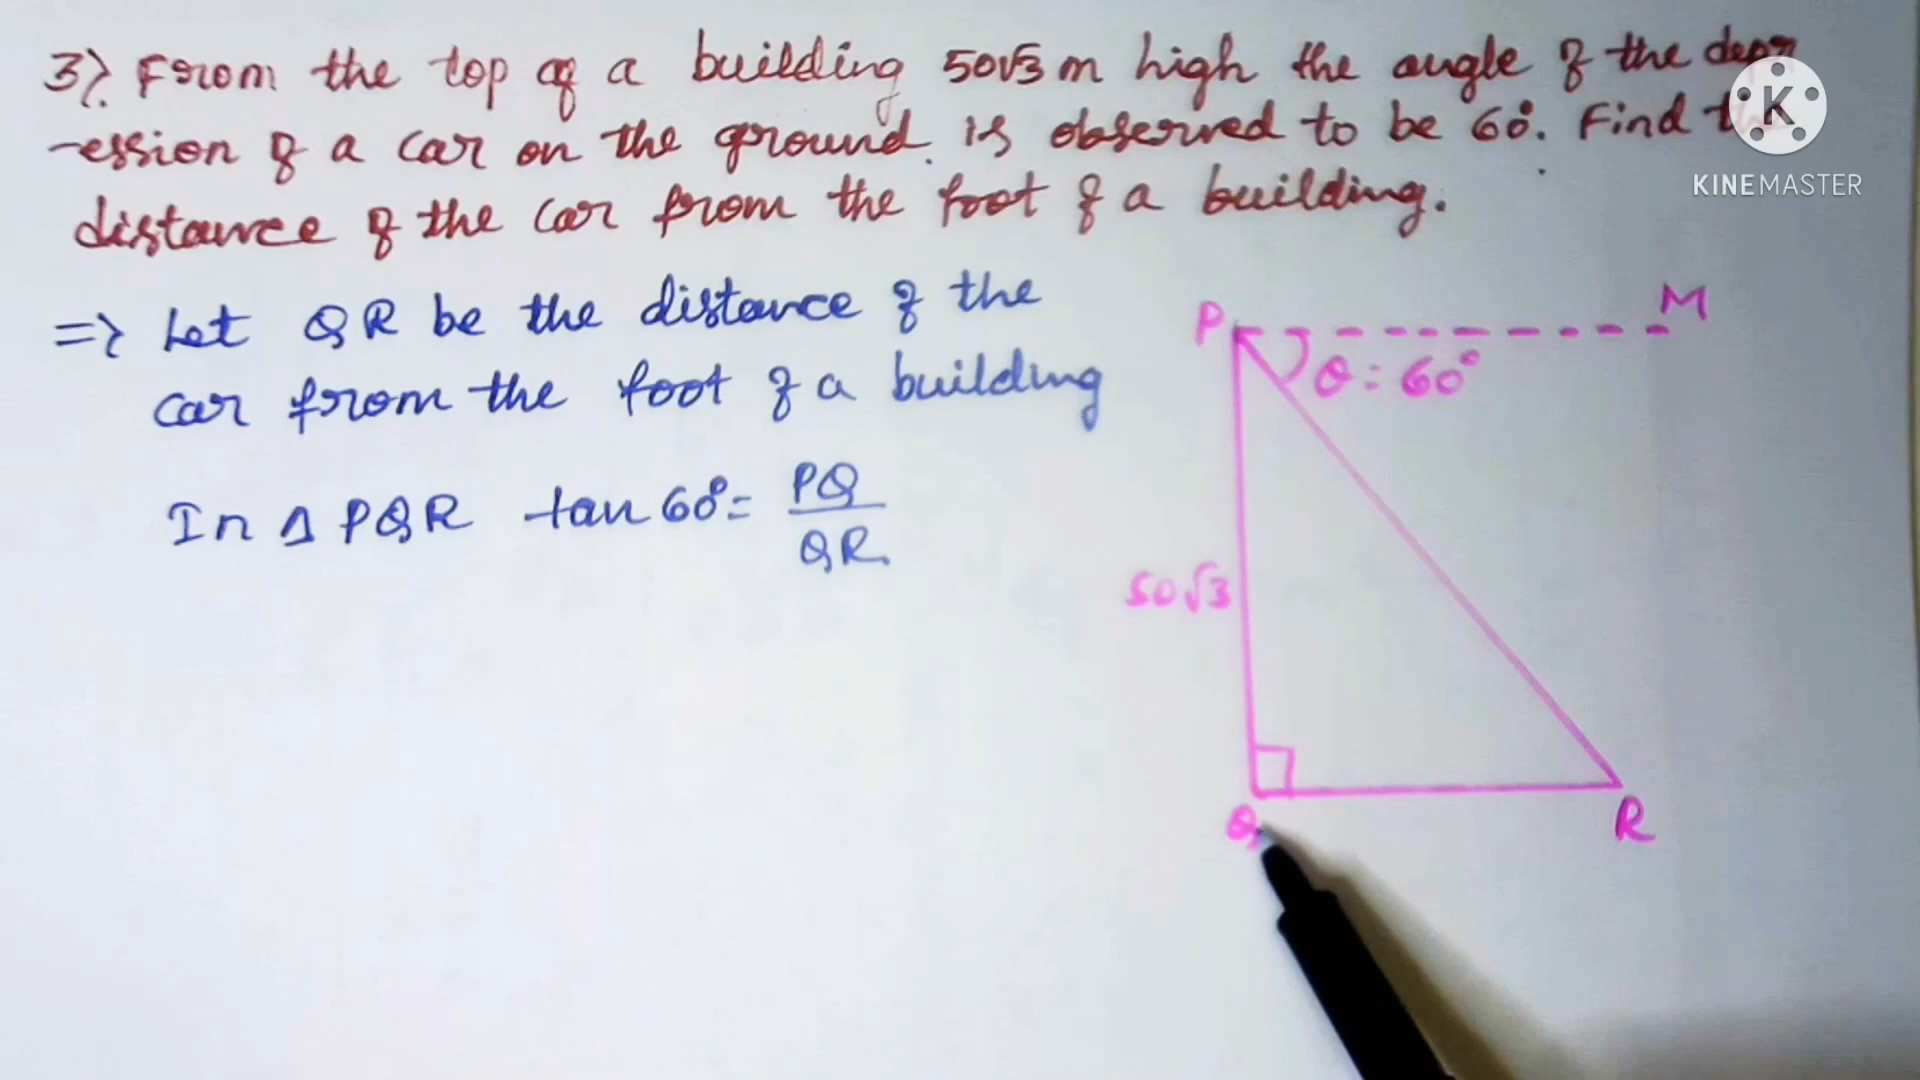 3). From the top of a building 50√3 m high the angle of the depr
-ession of a car on the ground is observed to be 60°. Find the
distance of the car from the foot of a building.
K
KINEMASTER
=> Let QR be the distance of the
car from the foot of a building
In Δ PQR tan 60° = PQ
QR
P M
θ = 60°
50√3
Q R